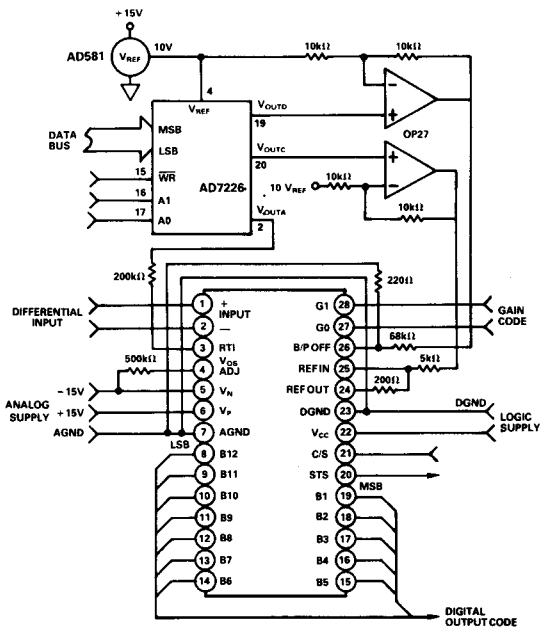 +15V
AD581
VREF
10V
10kΩ
10kΩ
4
VREF
VOUTD
19
DATA BUS
MSB
LSB
OP27
VOUTC
20
15
WR
AD7226
10 VREF
10kΩ
16
A1
17
A0
VOUTA
2
10kΩ
200kΩ
220Ω
DIFFERENTIAL INPUT
1 + INPUT
G1 28
GAIN CODE
2 —
G0 27
68kΩ
3 RTI
B/P OFF 26
500kΩ
4 VOS ADJ
REF IN 25
5kΩ
ANALOG SUPPLY
−15V
5 VN
REF OUT 24
200Ω
+15V
6 VP
DGND 23
DGND
LOGIC SUPPLY
AGND
7 AGND
VCC 22
LSB
8 B12
C/S 21
9 B11
STS 20
MSB
10 B10
B1 19
11 B9
B2 18
12 B8
B3 17
13 B7
B4 16
14 B6
B5 15
DIGITAL
OUTPUT CODE